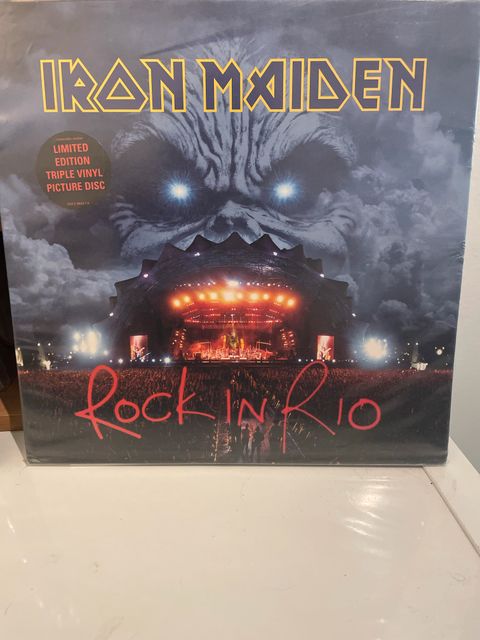 IRON MAIDEN
LIMITED
EDITION
TRIPLE VINYL
PICTURE DISC
ROCK IN RIO